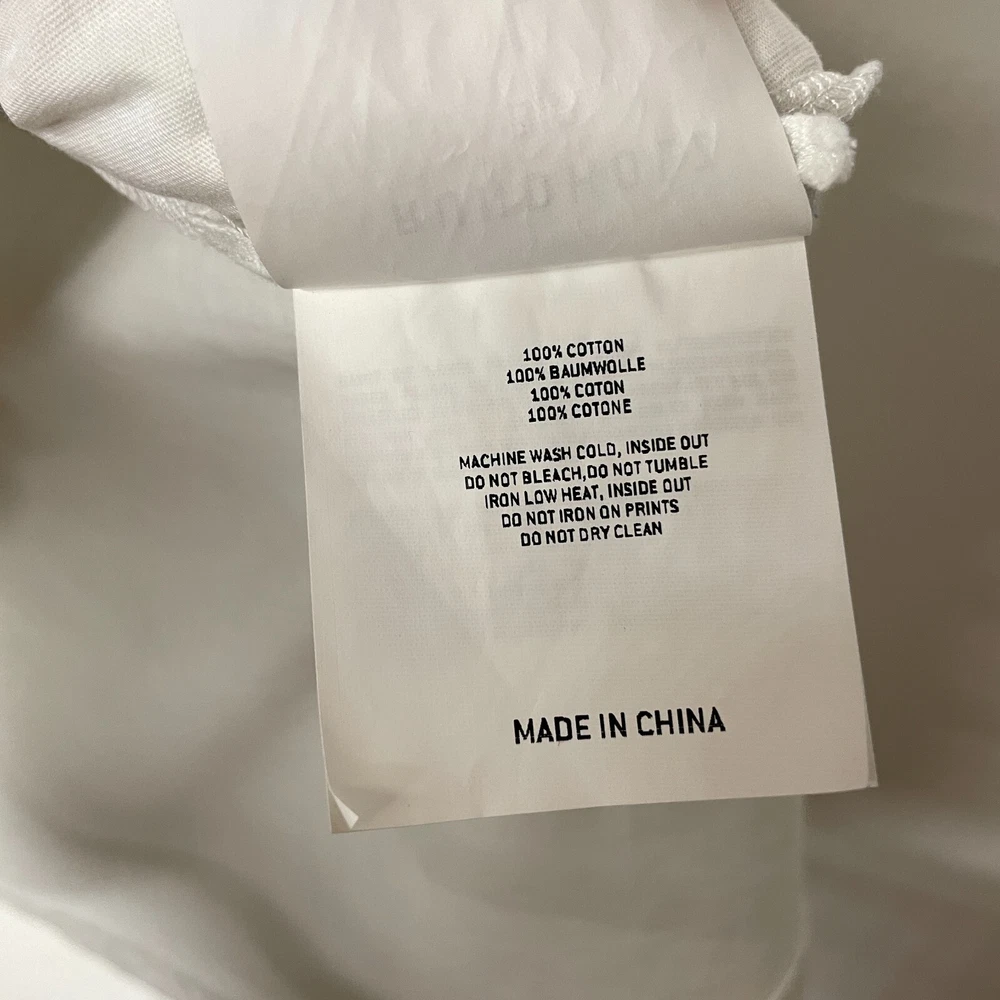 100% COTTON
100% BAUMWOLLE
100% COTON
100% COTONE
MACHINE WASH COLD, INSIDE OUT
DO NOT BLEACH,DO NOT TUMBLE
IRON LOW HEAT, INSIDE OUT
DO NOT IRON ON PRINTS
DO NOT DRY CLEAN
MADE IN CHINA